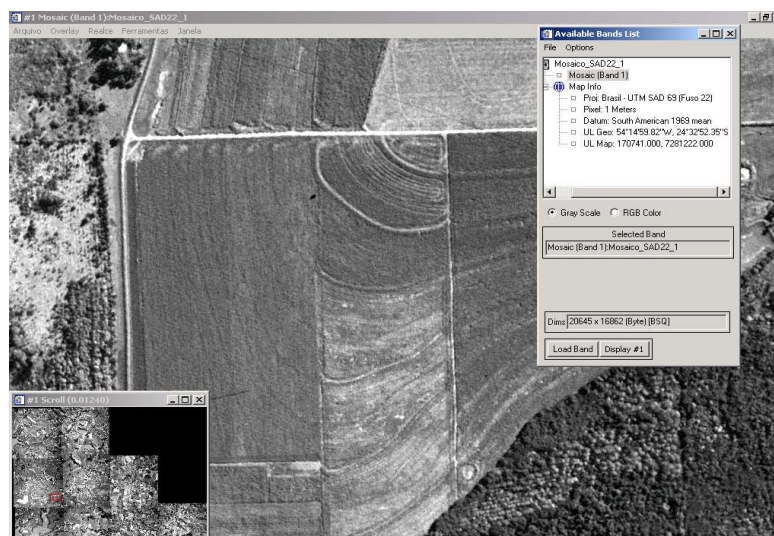 #1 Mosaic (Band 1):Mosaico_SAD22_1
Arquivo Overlay Realce Ferramentas Janela
Available Bands List
File Options
Mosaico_SAD22_1
Mosaic (Band 1)
Map Info
Proj: Brasil - UTM SAD 69 (Fuso 22)
Pixel: 1 Meters
Datum: South American 1969 mean
UL Geo: 54°14'59.82"W, 24°32'52.35"S
UL Map: 170741.000, 7281222.000
Gray Scale RGB Color
Selected Band
Mosaic (Band 1):Mosaico_SAD22_1
Dims 20645 x 16862 (Byte) [BSQ]
Load Band Display #1
#1 Scroll (0.01240)